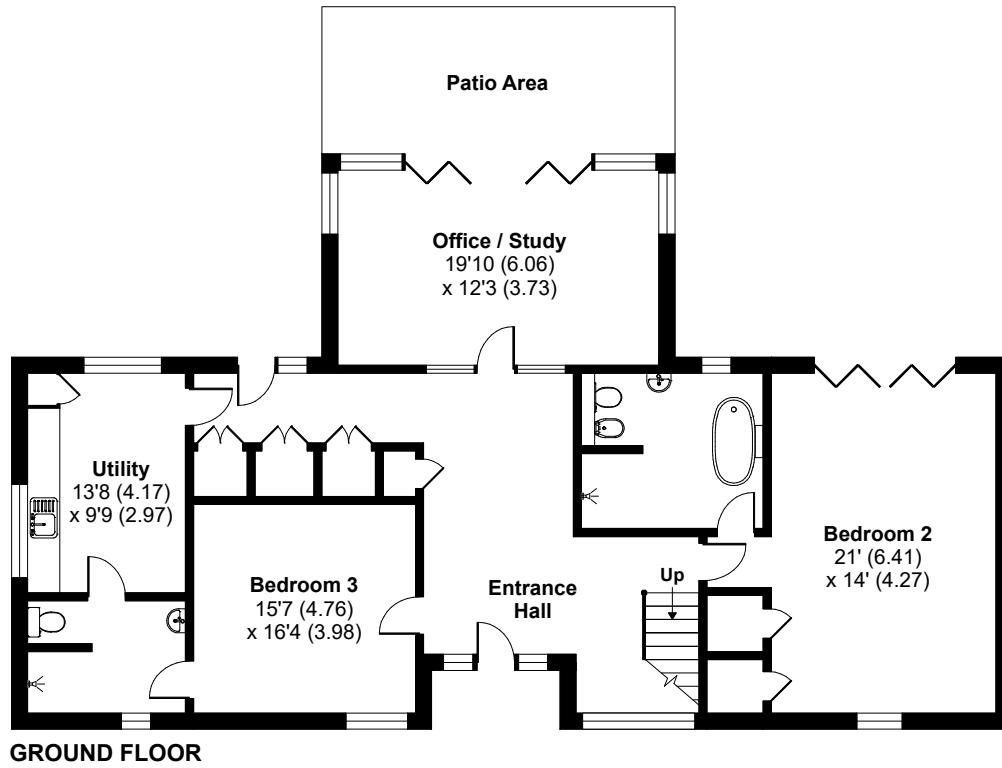 Patio Area
Office / Study
19'10 (6.06)
x 12'3 (3.73)
Utility
13'8 (4.17)
x 9'9 (2.97)
Bedroom 3
15'7 (4.76)
x 16'4 (3.98)
Entrance
Hall
Up
Bedroom 2
21' (6.41)
x 14' (4.27)
GROUND FLOOR